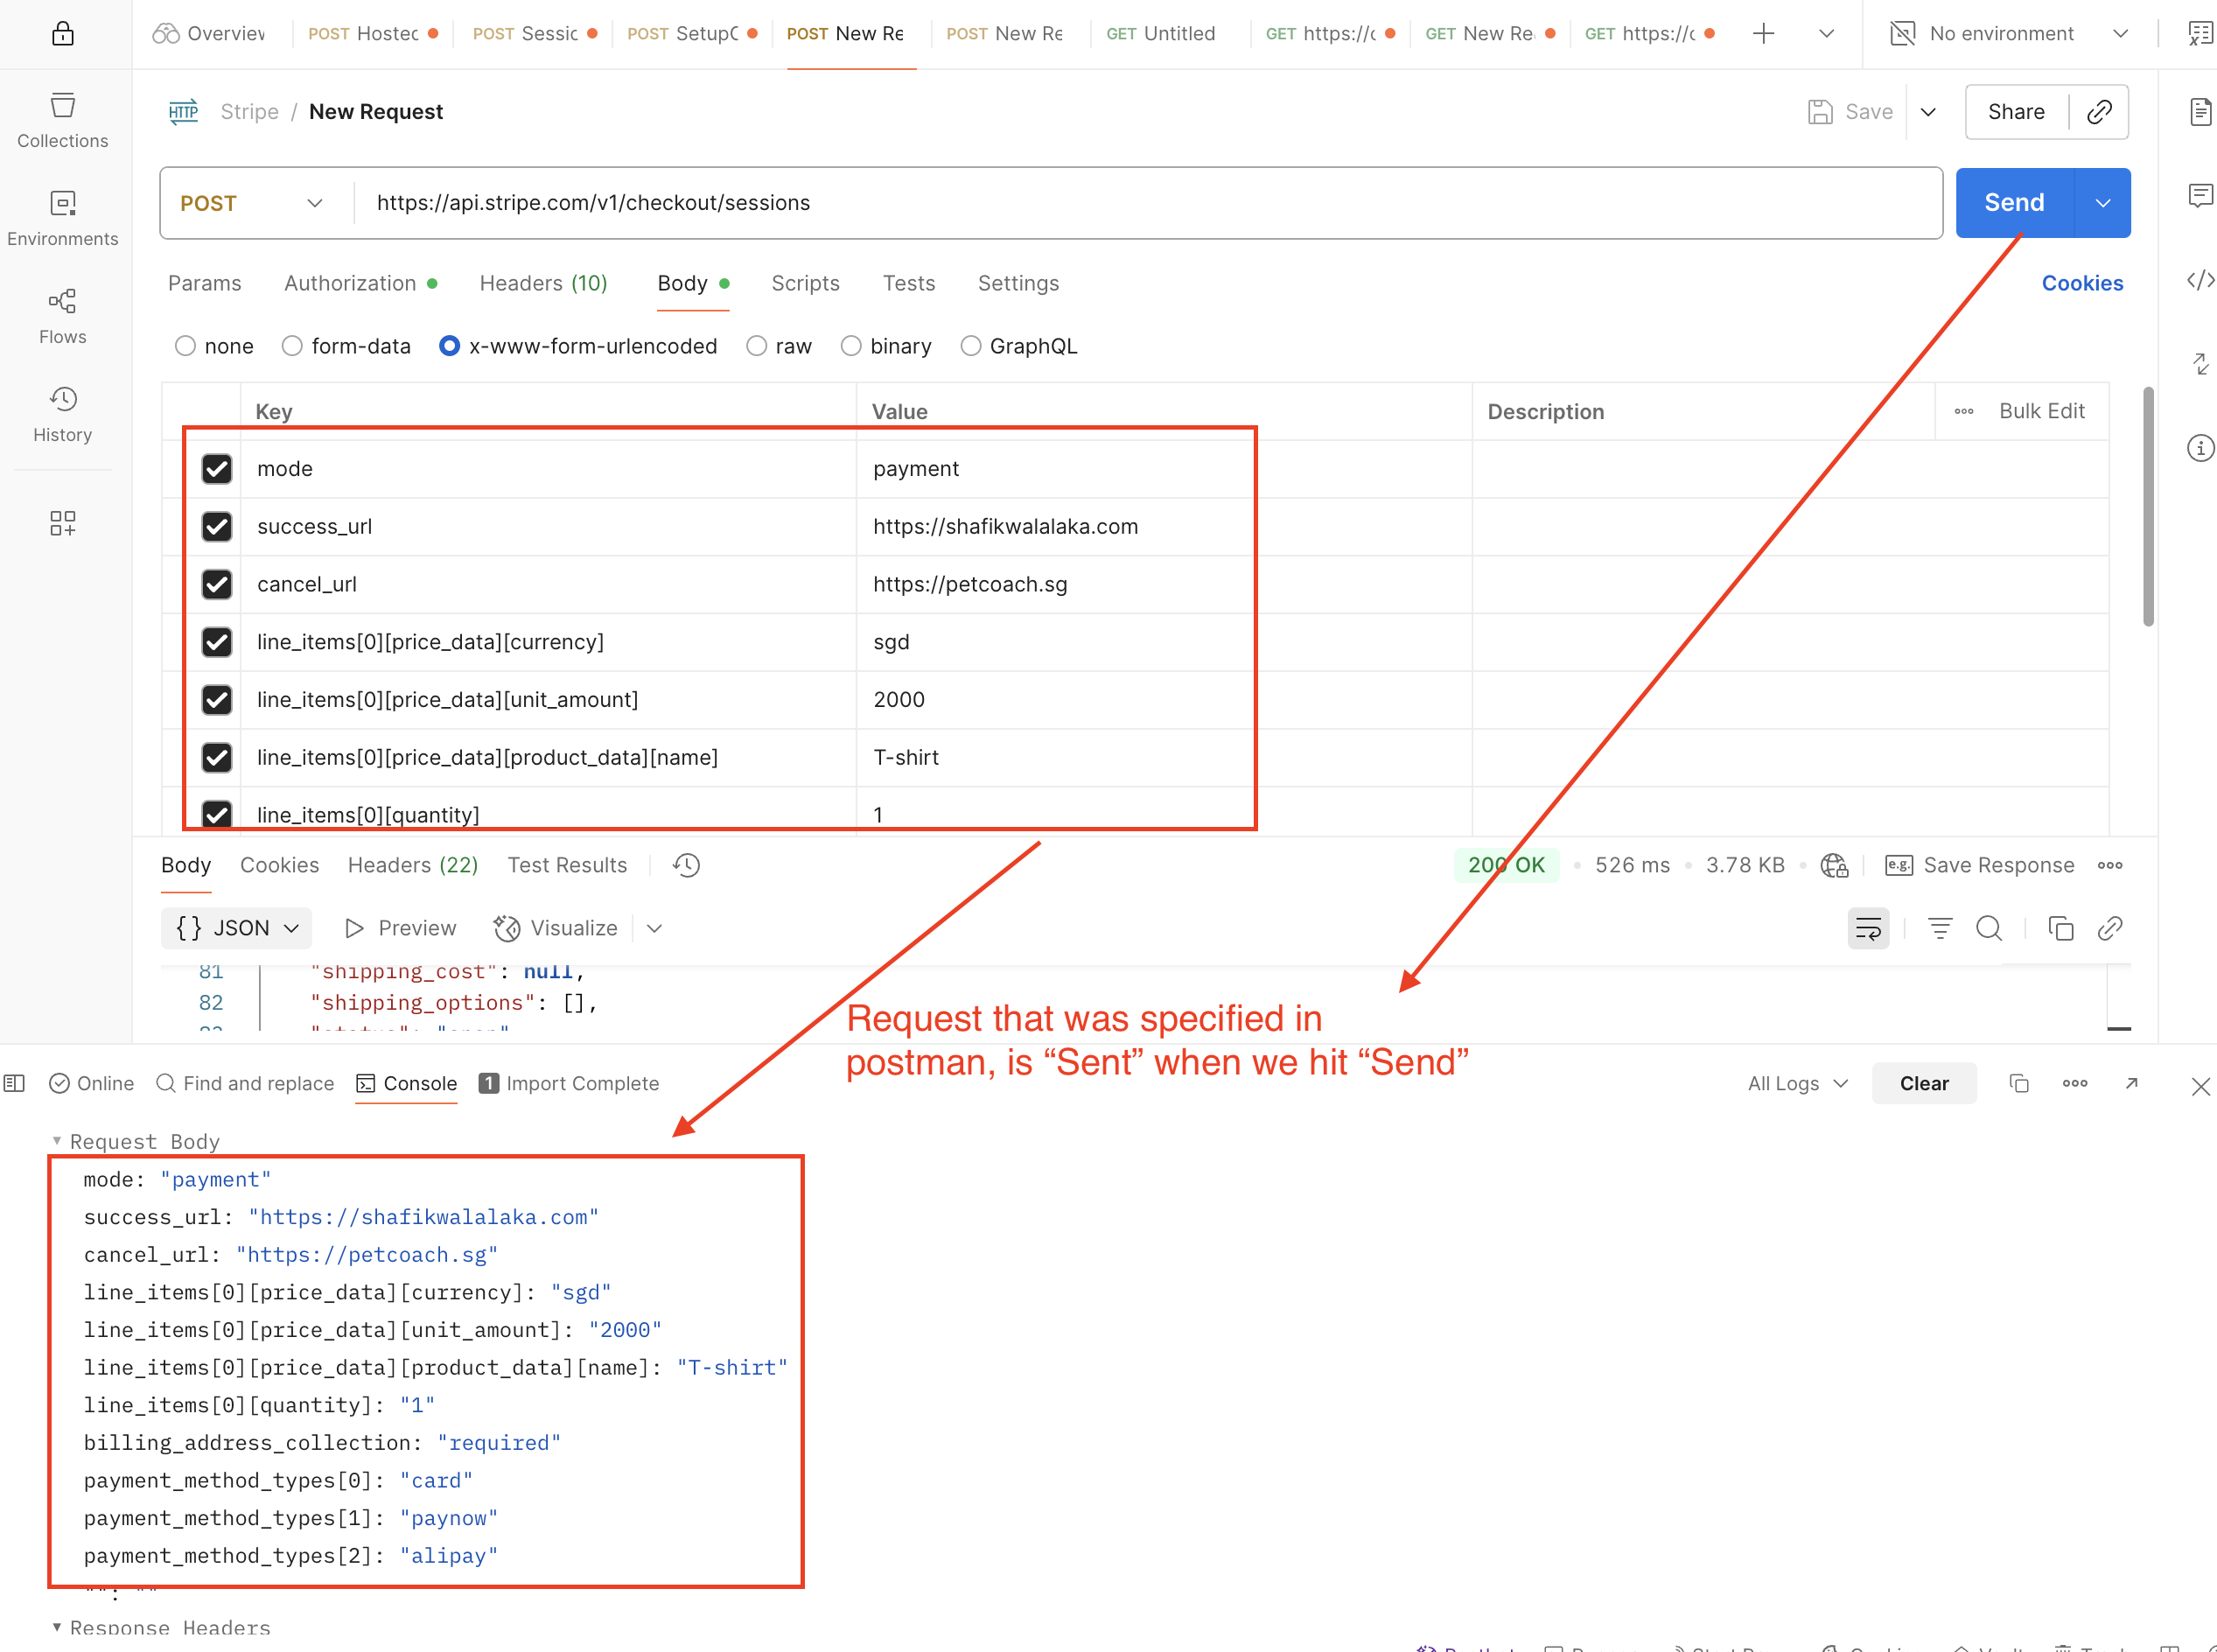 Overview
POST Hosted
POST Sessic
POST SetupC
POST New Re
POST New Re
GET Untitled
GET https://c
GET New Re
GET https://c
No environment
HTTP Stripe / New Request
Save
Share
Collections
Environments
Flows
History
POST https://api.stripe.com/v1/checkout/sessions
Send
Params Authorization Headers (10) Body Scripts Tests Settings Cookies
none form-data x-www-form-urlencoded raw binary GraphQL
Key Value Description Bulk Edit
mode payment
success_url https://shafikwalalaka.com
cancel_url https://petcoach.sg
line_items[0][price_data][currency] sgd
line_items[0][price_data][unit_amount] 2000
line_items[0][price_data][product_data][name] T-shirt
line_items[0][quantity] 1
Body Cookies Headers (22) Test Results 200 OK 526 ms 3.78 KB e.g. Save Response
{} JSON Preview Visualize
81 "shipping_cost": null,
82 "shipping_options": [],
Request that was specified in
postman, is “Sent” when we hit “Send”
Online Find and replace Console 1 Import Complete All Logs Clear
Request Body
mode: "payment"
success_url: "https://shafikwalalaka.com"
cancel_url: "https://petcoach.sg"
line_items[0][price_data][currency]: "sgd"
line_items[0][price_data][unit_amount]: "2000"
line_items[0][price_data][product_data][name]: "T-shirt"
line_items[0][quantity]: "1"
billing_address_collection: "required"
payment_method_types[0]: "card"
payment_method_types[1]: "paynow"
payment_method_types[2]: "alipay"
"": ""
Response Headers